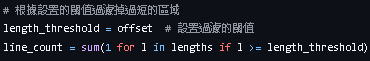 # 根據設置的閾值過濾掉過短的區域
length_threshold = offset  # 設置過濾的閾值
line_count = sum(1 for l in lengths if l >= length_threshold)